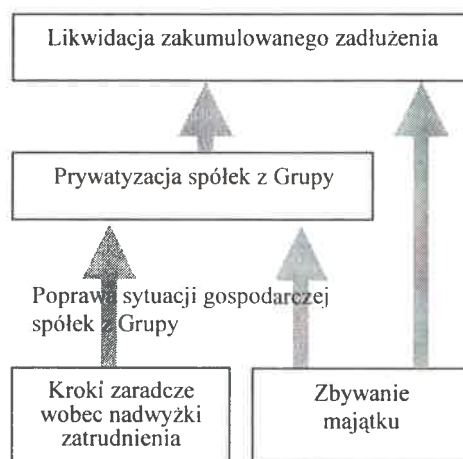 Likwidacja zakumulowanego zadłużenia
Prywatyzacja spółek z Grupy
Poprawa sytuacji gospodarczej
spółek z Grupy
Kroki zaradcze
wobec nadwyżki
zatrudnienia
Zbywanie
majątku